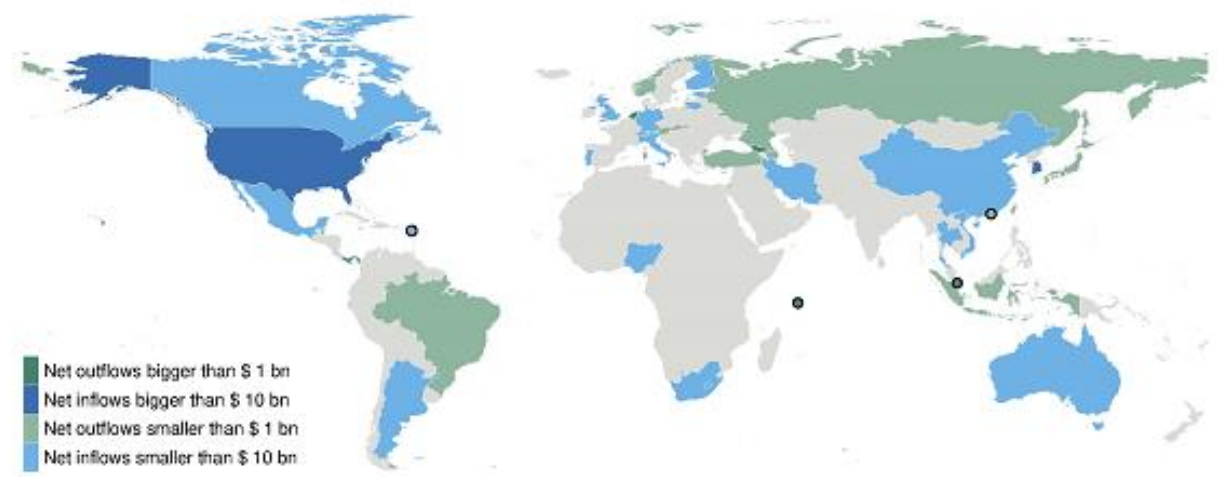 Net outflows bigger than $ 1 bn
Net inflows bigger than $ 10 bn
Net outflows smaller than $ 1 bn
Net inflows smaller than $ 10 bn